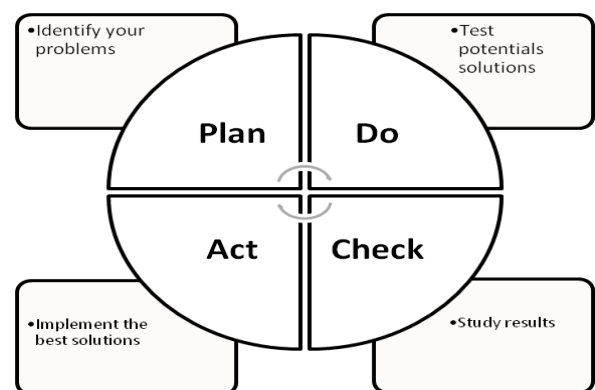 •Identify your
problems
•Test
potentials
solutions
Plan
Do
Act
Check
•Implement the
best solutions
•Study results